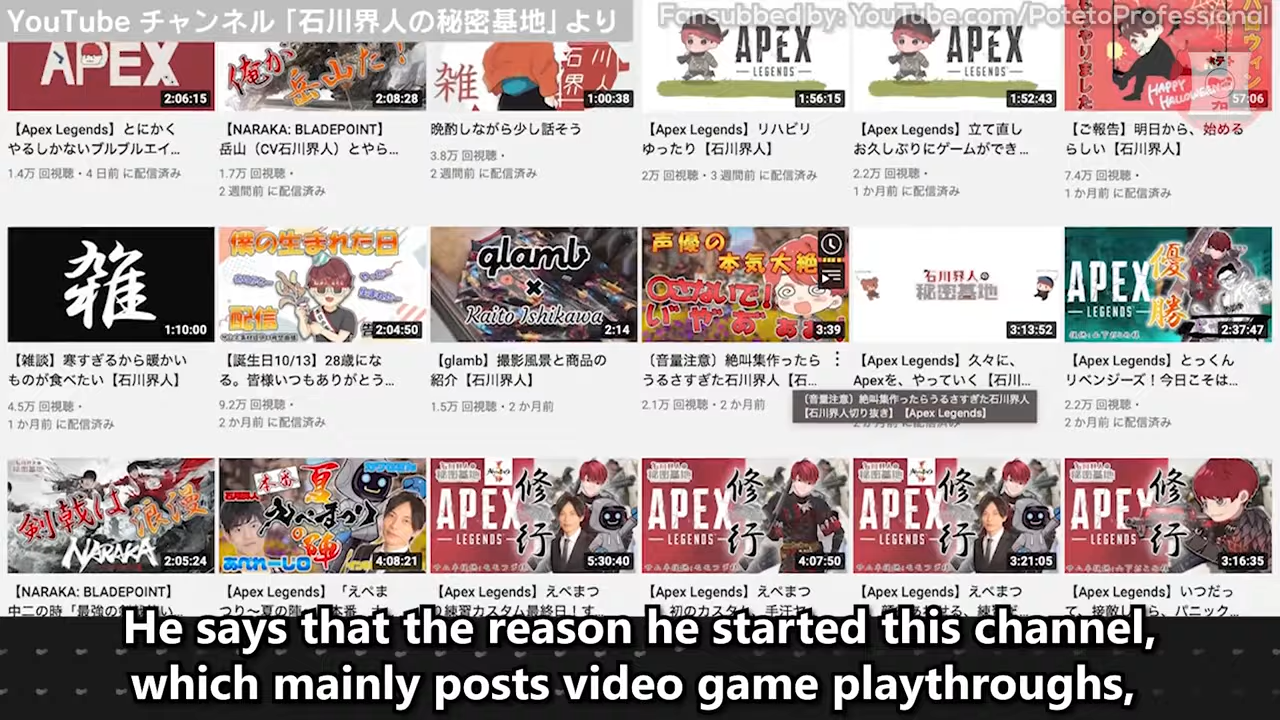 YouTube チャンネル「石川界人の秘密基地」より
Fansubbed by: YouTube.com/PotetoProfessional
APEX
2:06:15
俺が岳山だ!
2:08:28
雑
石川界人
1:00:38
APEX
LEGENDS
1:56:15
APEX
LEGENDS
1:52:43
ハロウィン
やりました
HAPPY HALLOWEEN
57:06
【Apex Legends】とにかく
やるしかないブルブルエイ...
1.4万 回視聴・4 日前 に配信済み
【NARAKA: BLADEPOINT】
岳山（CV石川界人）とやら...
1.7万 回視聴・
2 週間前 に配信済み
晩酌しながら少し話そう
3.8万 回視聴・
2 週間前 に配信済み
【Apex Legends】リハビリ
ゆったり【石川界人】
2万 回視聴・3 週間前 に配信済み
【Apex Legends】立て直し
お久しぶりにゲームができ...
2.2万 回視聴・
1 か月前 に配信済み
【ご報告】明日から、始める
らしい【石川界人】
7.4万 回視聴・
1 か月前 に配信済み
雑
1:10:00
僕の生まれた日
配信
2:04:50
glamb
×
Kaito Ishikawa
2:14
声優の
本気大絶
3:39
石川界人の
秘密基地
3:13:52
APEX
LEGENDS
優勝
2:37:47
【雑談】寒すぎるから暖かい
ものが食べたい【石川界人】
4.5万 回視聴・
1 か月前 に配信済み
【誕生日10/13】28歳にな
る。皆様いつもありがとう...
9.2万 回視聴・
2 か月前 に配信済み
【glamb】撮影風景と商品の
紹介【石川界人】
1.5万 回視聴・2 か月前
〔音量注意〕絶叫集作ったら
うるさすぎた石川界人【石...
2.1万 回視聴・2 か月前
【Apex Legends】久々に、
Apexを、やっていく【石川...
〔音量注意〕絶叫集作ったらうるさすぎた石川界人
【石川界人切り抜き】【Apex Legends】
【Apex Legends】とっくん
リベンジーズ！今日こそは...
2.2万 回視聴・
2 か月前 に配信済み
剣戟は浪漫
NARAKA
2:05:24
本番
夏
の陣
4:08:21
APEX
LEGENDS
修行
5:30:40
APEX
LEGENDS
修行
4:07:50
APEX
LEGENDS
修行
3:21:05
APEX
LEGENDS
修行
3:16:35
【NARAKA: BLADEPOINT】
【Apex Legends】「えぺま
【Apex Legends】えぺまつ
【Apex Legends】えぺまつ
【Apex Legends】えぺまつ
【Apex Legends】いつだっ
He says that the reason he started this channel,
which mainly posts video game playthroughs,